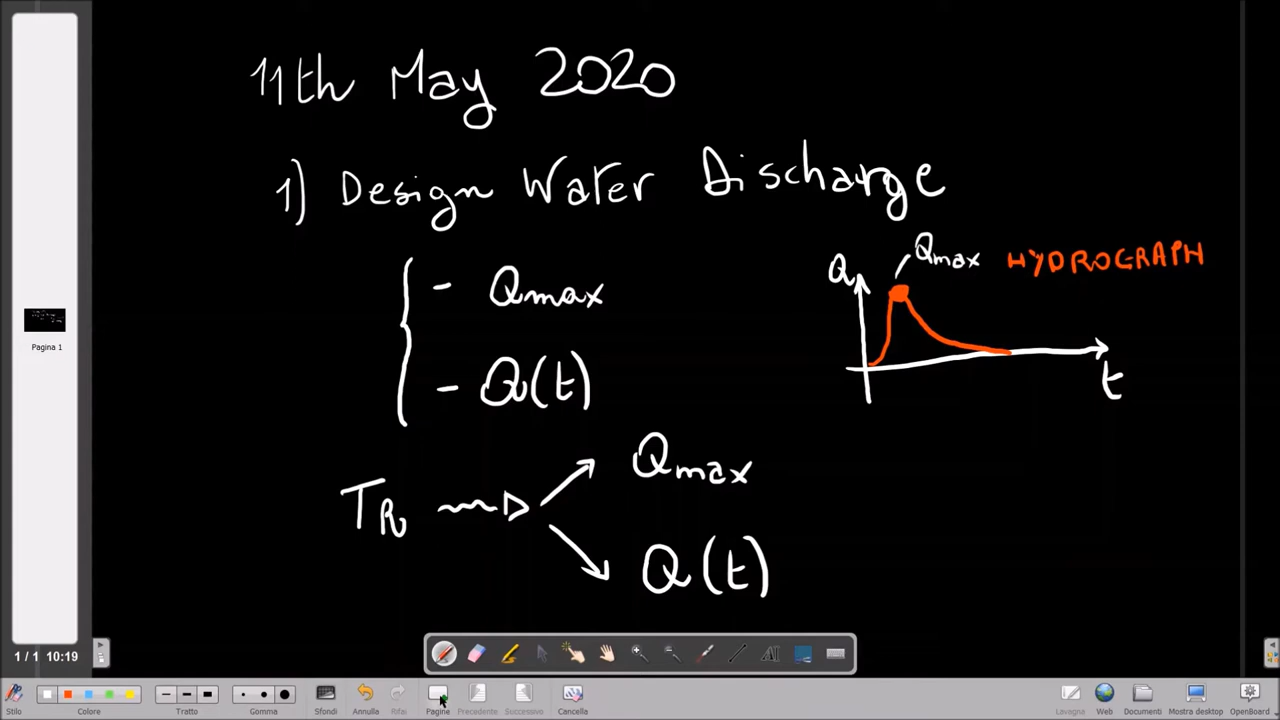 11th May 2020
1) Design Water Discharge
- Qmax
- Q(t)
Q
Qmax HYDROGRAPH
t
TR
Qmax
Q(t)
Pagina 1
1 / 1 10:19
Stilo
Colore
Tratto
Gomma
Sfondi
Annulla
Rifai
Pagine
Precedente
Successivo
Cancella
Lavagna
Web
Documenti
Mostra desktop
OpenBoard
AI